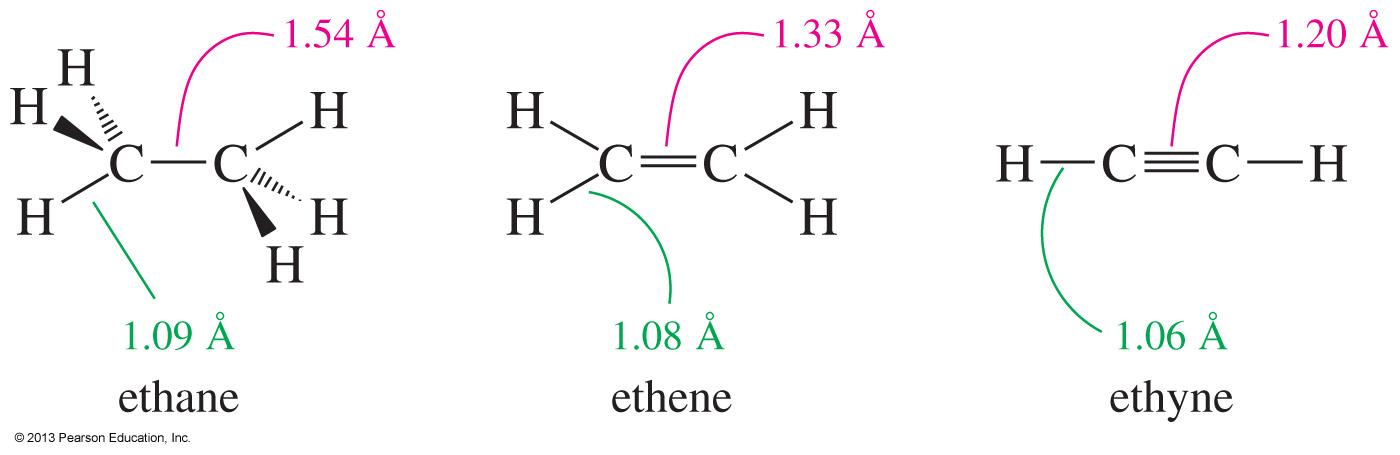 1.54 Å
1.33 Å
1.20 Å
H
H
H
C
C
H
H
H
1.09 Å
ethane
H
H
C
C
H
H
1.08 Å
ethene
H
C
C
H
1.06 Å
ethyne
© 2013 Pearson Education, Inc.